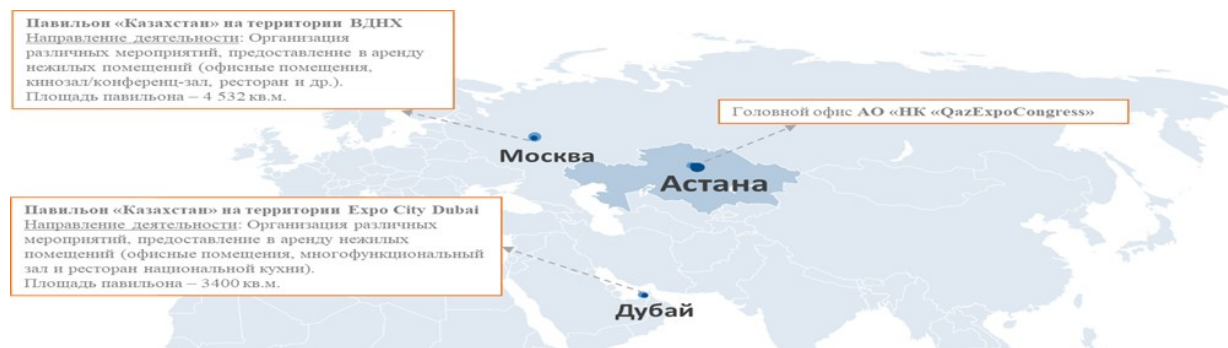 Павильон «Казахстан» на территории ВДНХ
Направление деятельности: Организация
различных мероприятий, предоставление в аренду
нежилых помещений (офисные помещения,
кинозал/конференц-зал, ресторан и др.).
Площадь павильона – 4 532 кв.м.
Головной офис АО «НК «QazExpoCongress»
Москва
Астана
Павильон «Казахстан» на территории Expo City Dubai
Направление деятельности: Организация различных
мероприятий, предоставление в аренду нежилых
помещений (офисные помещения, многофункциональный
зал и ресторан национальной кухни).
Площадь павильона – 3400 кв.м.
Дубай